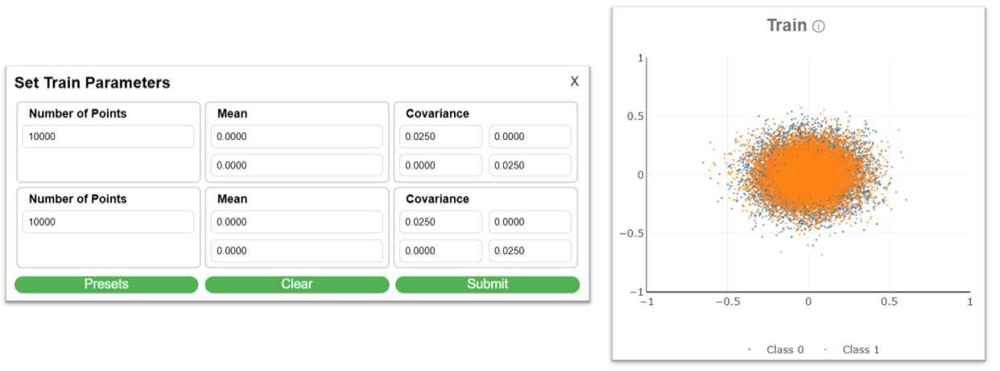 Set Train Parameters X
Number of Points Mean Covariance
10000 0.0000 0.0250 0.0000
0.0000 0.0000 0.0250
Number of Points Mean Covariance
10000 0.0000 0.0250 0.0000
0.0000 0.0000 0.0250
Presets Clear Submit
Train ⓘ
1
0.5
0
−0.5
−1
−1 −0.5 0 0.5 1
Class 0 Class 1